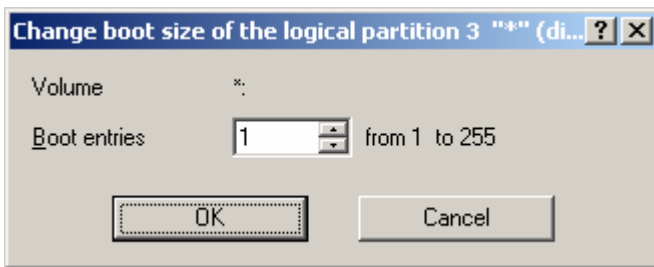 Change boot size of the logical partition 3 "*" (di...
Volume *:
Boot entries 1 from 1 to 255
OK Cancel